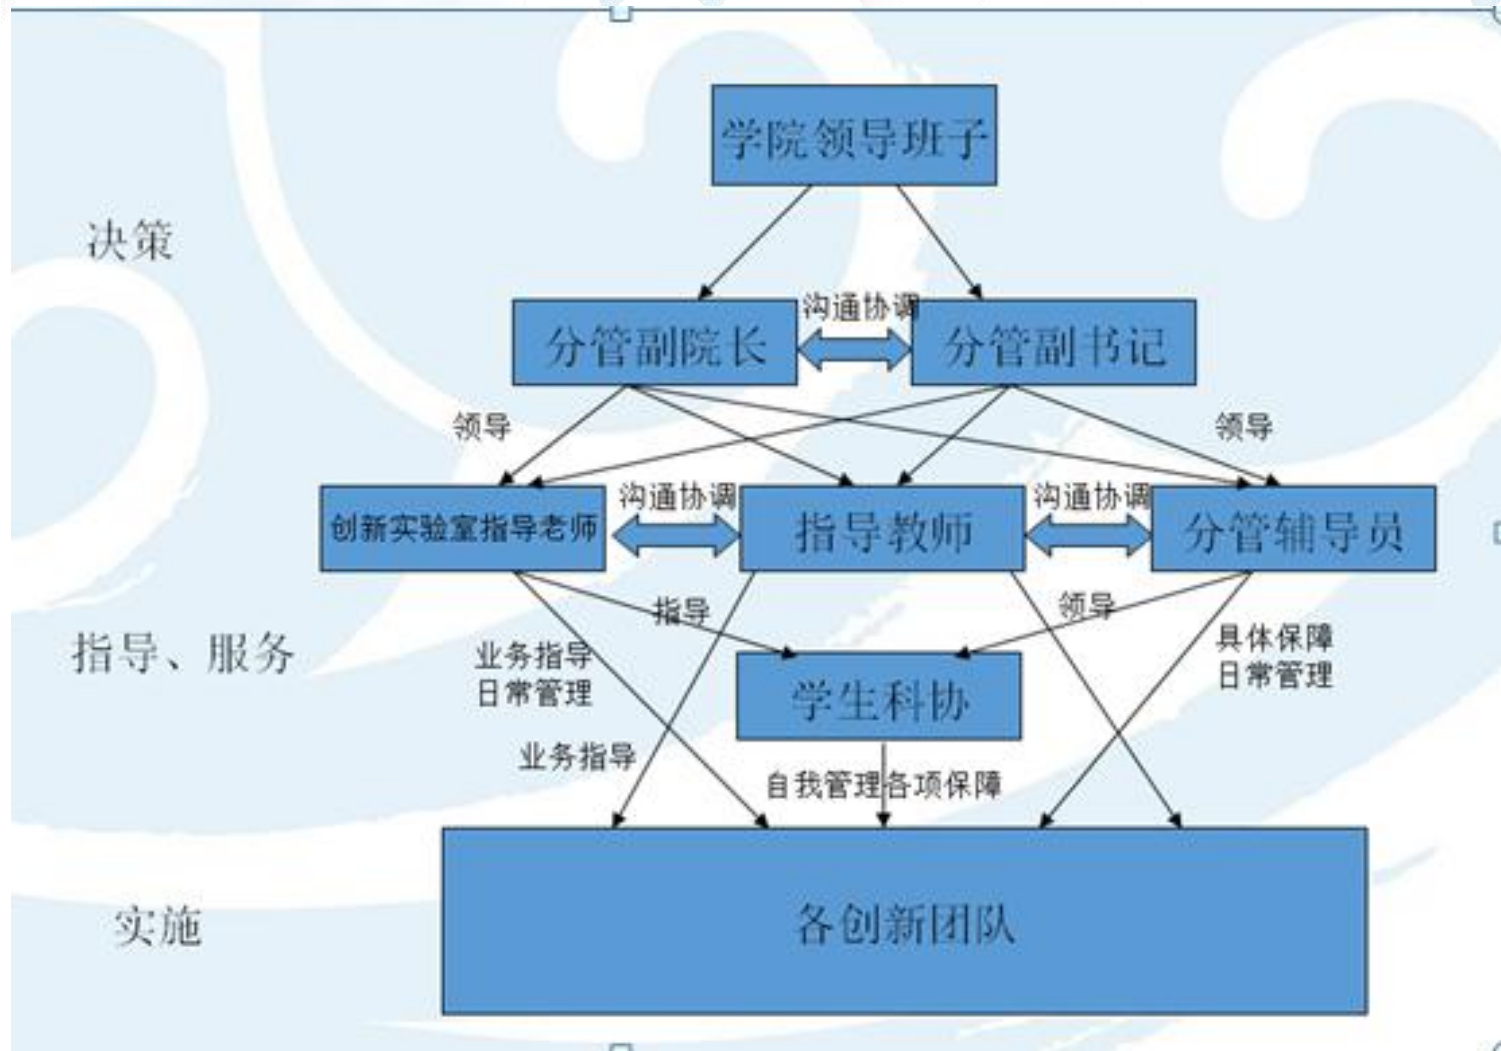 学院领导班子
决策
沟通协调
分管副院长
分管副书记
领导
领导
沟通协调
沟通协调
创新实验室指导老师
指导教师
分管辅导员
指导
领导
指导、服务
业务指导
日常管理
具体保障
日常管理
学生科协
业务指导
自我管理各项保障
实施
各创新团队